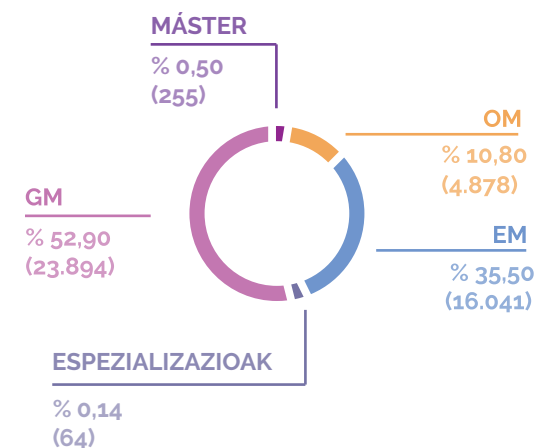 MÁSTER
% 0,50
(255)
OM
% 10,80
(4.878)
GM
% 52,90
(23.894)
EM
% 35,50
(16.041)
ESPEZIALIZAZIOAK
% 0,14
(64)